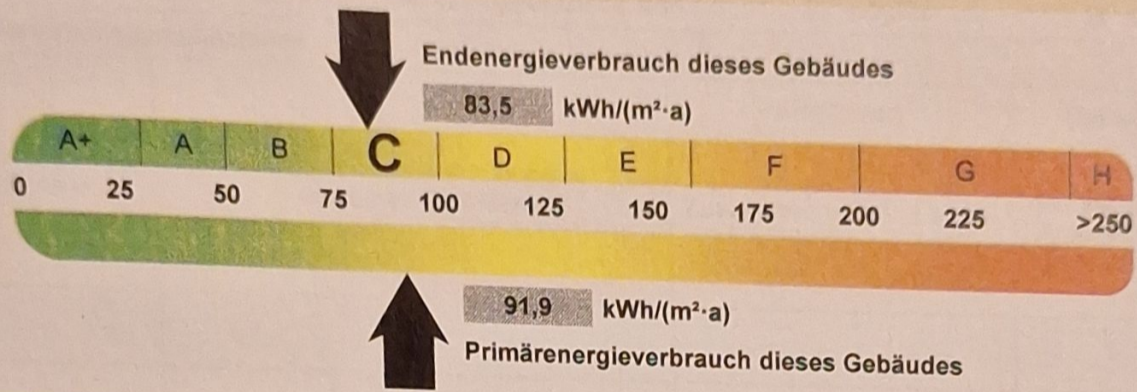 Endenergieverbrauch dieses Gebäudes
83,5 kWh/(m²·a)
A+ A B C D E F G H
0 25 50 75 100 125 150 175 200 225 >250
91,9 kWh/(m²·a)
Primärenergieverbrauch dieses Gebäudes